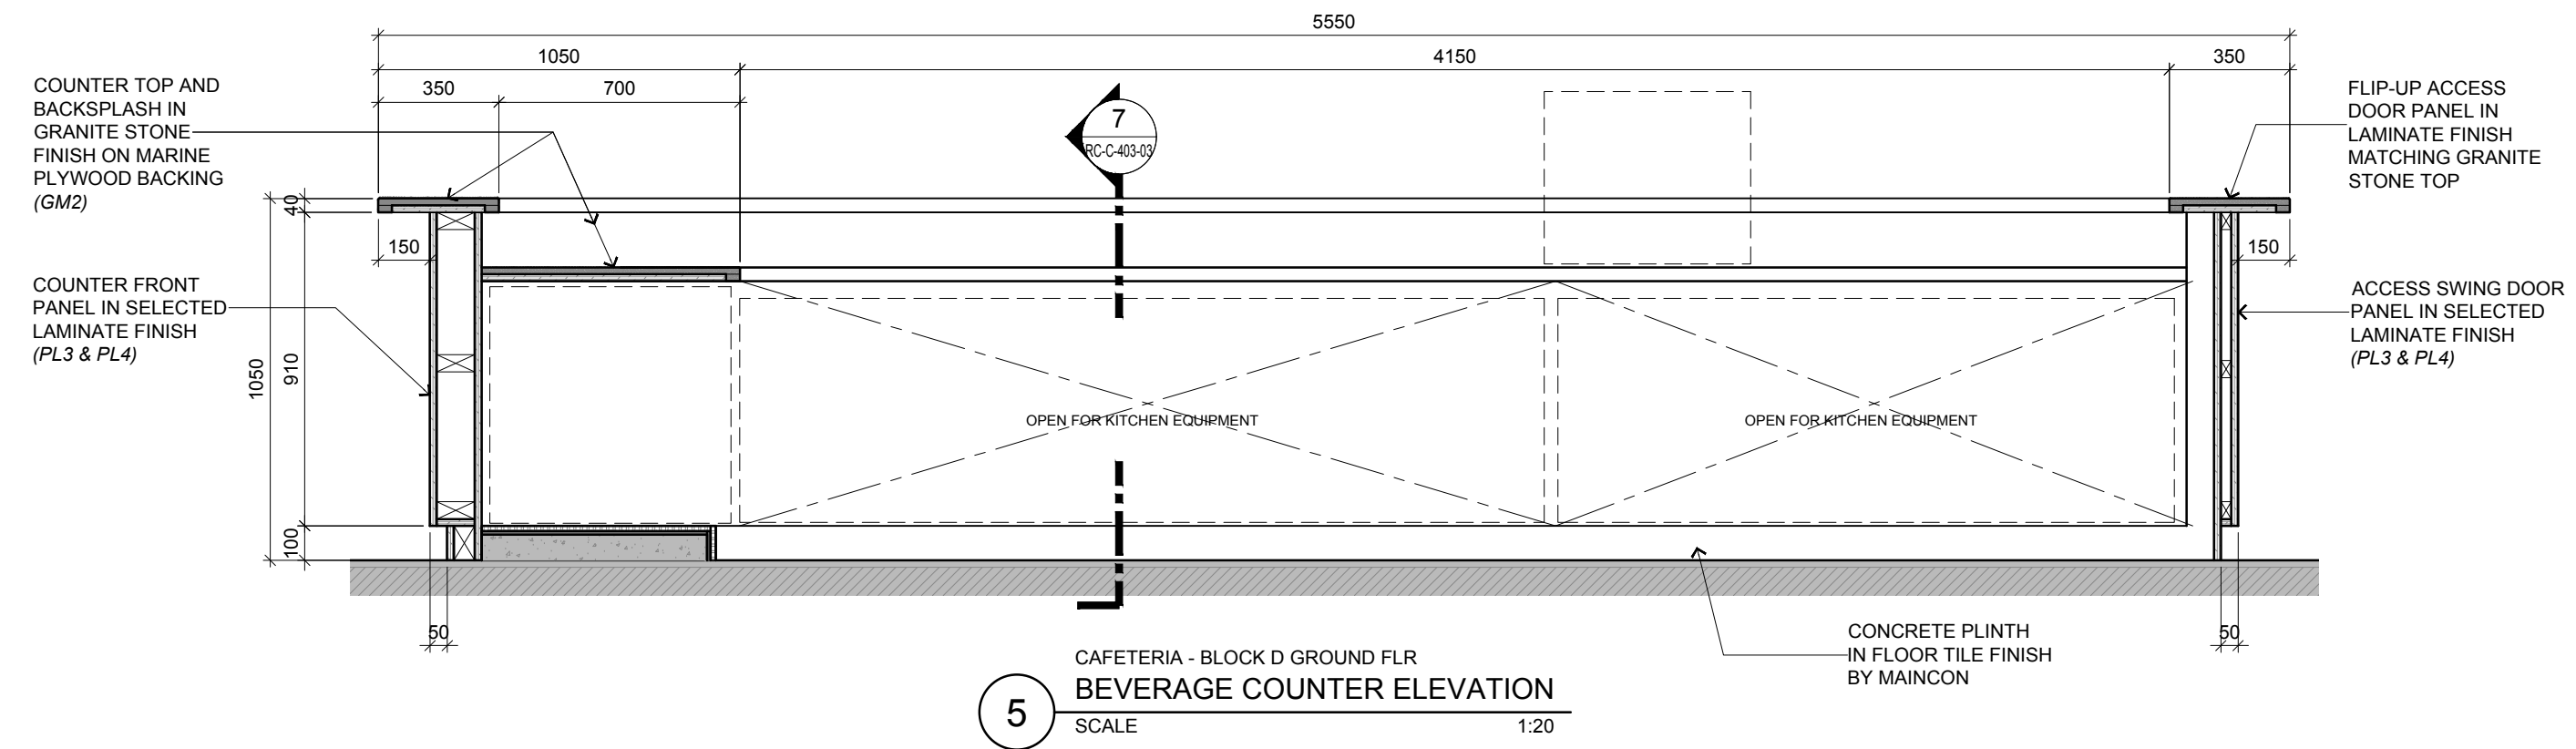 5550
1050
4150
350
350
700
COUNTER TOP AND
BACKSPLASH IN
GRANITE STONE
FINISH ON MARINE
PLYWOOD BACKING
(GM2)
7
RC-C-403-03
FLIP-UP ACCESS
DOOR PANEL IN
LAMINATE FINISH
MATCHING GRANITE
STONE TOP
40
150
150
COUNTER FRONT
PANEL IN SELECTED
LAMINATE FINISH
(PL3 & PL4)
1050
910
ACCESS SWING DOOR
PANEL IN SELECTED
LAMINATE FINISH
(PL3 & PL4)
OPEN FOR KITCHEN EQUIPMENT
OPEN FOR KITCHEN EQUIPMENT
100
50
50
CONCRETE PLINTH
IN FLOOR TILE FINISH
BY MAINCON
CAFETERIA - BLOCK D GROUND FLR
5
BEVERAGE COUNTER ELEVATION
SCALE 1:20